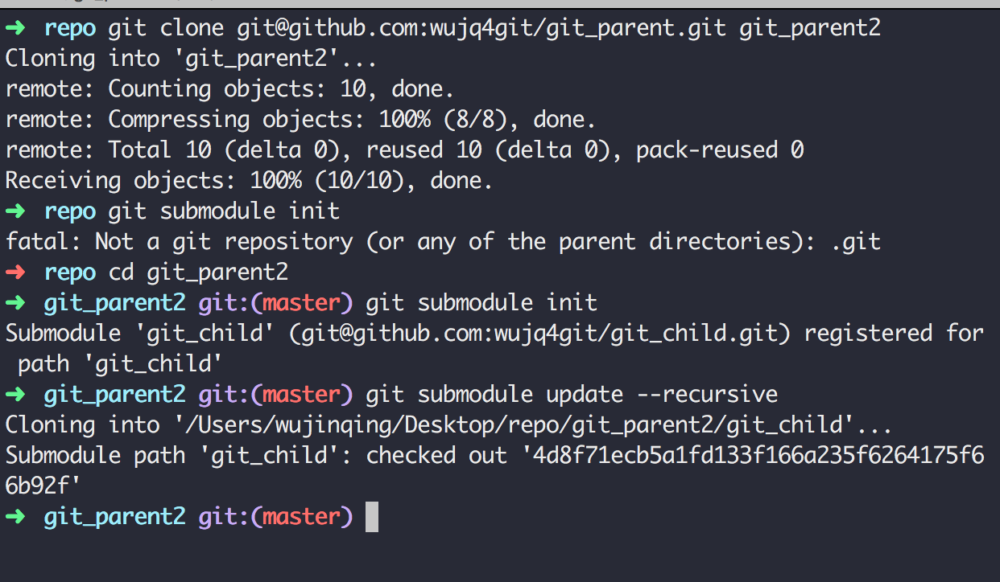 ➜ repo git clone git@github.com:wujq4git/git_parent.git git_parent2
Cloning into 'git_parent2'...
remote: Counting objects: 10, done.
remote: Compressing objects: 100% (8/8), done.
remote: Total 10 (delta 0), reused 10 (delta 0), pack-reused 0
Receiving objects: 100% (10/10), done.
➜ repo git submodule init
fatal: Not a git repository (or any of the parent directories): .git
➜ repo cd git_parent2
➜ git_parent2 git:(master) git submodule init
Submodule 'git_child' (git@github.com:wujq4git/git_child.git) registered for
path 'git_child'
➜ git_parent2 git:(master) git submodule update --recursive
Cloning into '/Users/wujinqing/Desktop/repo/git_parent2/git_child'...
Submodule path 'git_child': checked out '4d8f71ecb5a1fd133f166a235f6264175f6
6b92f'
➜ git_parent2 git:(master)